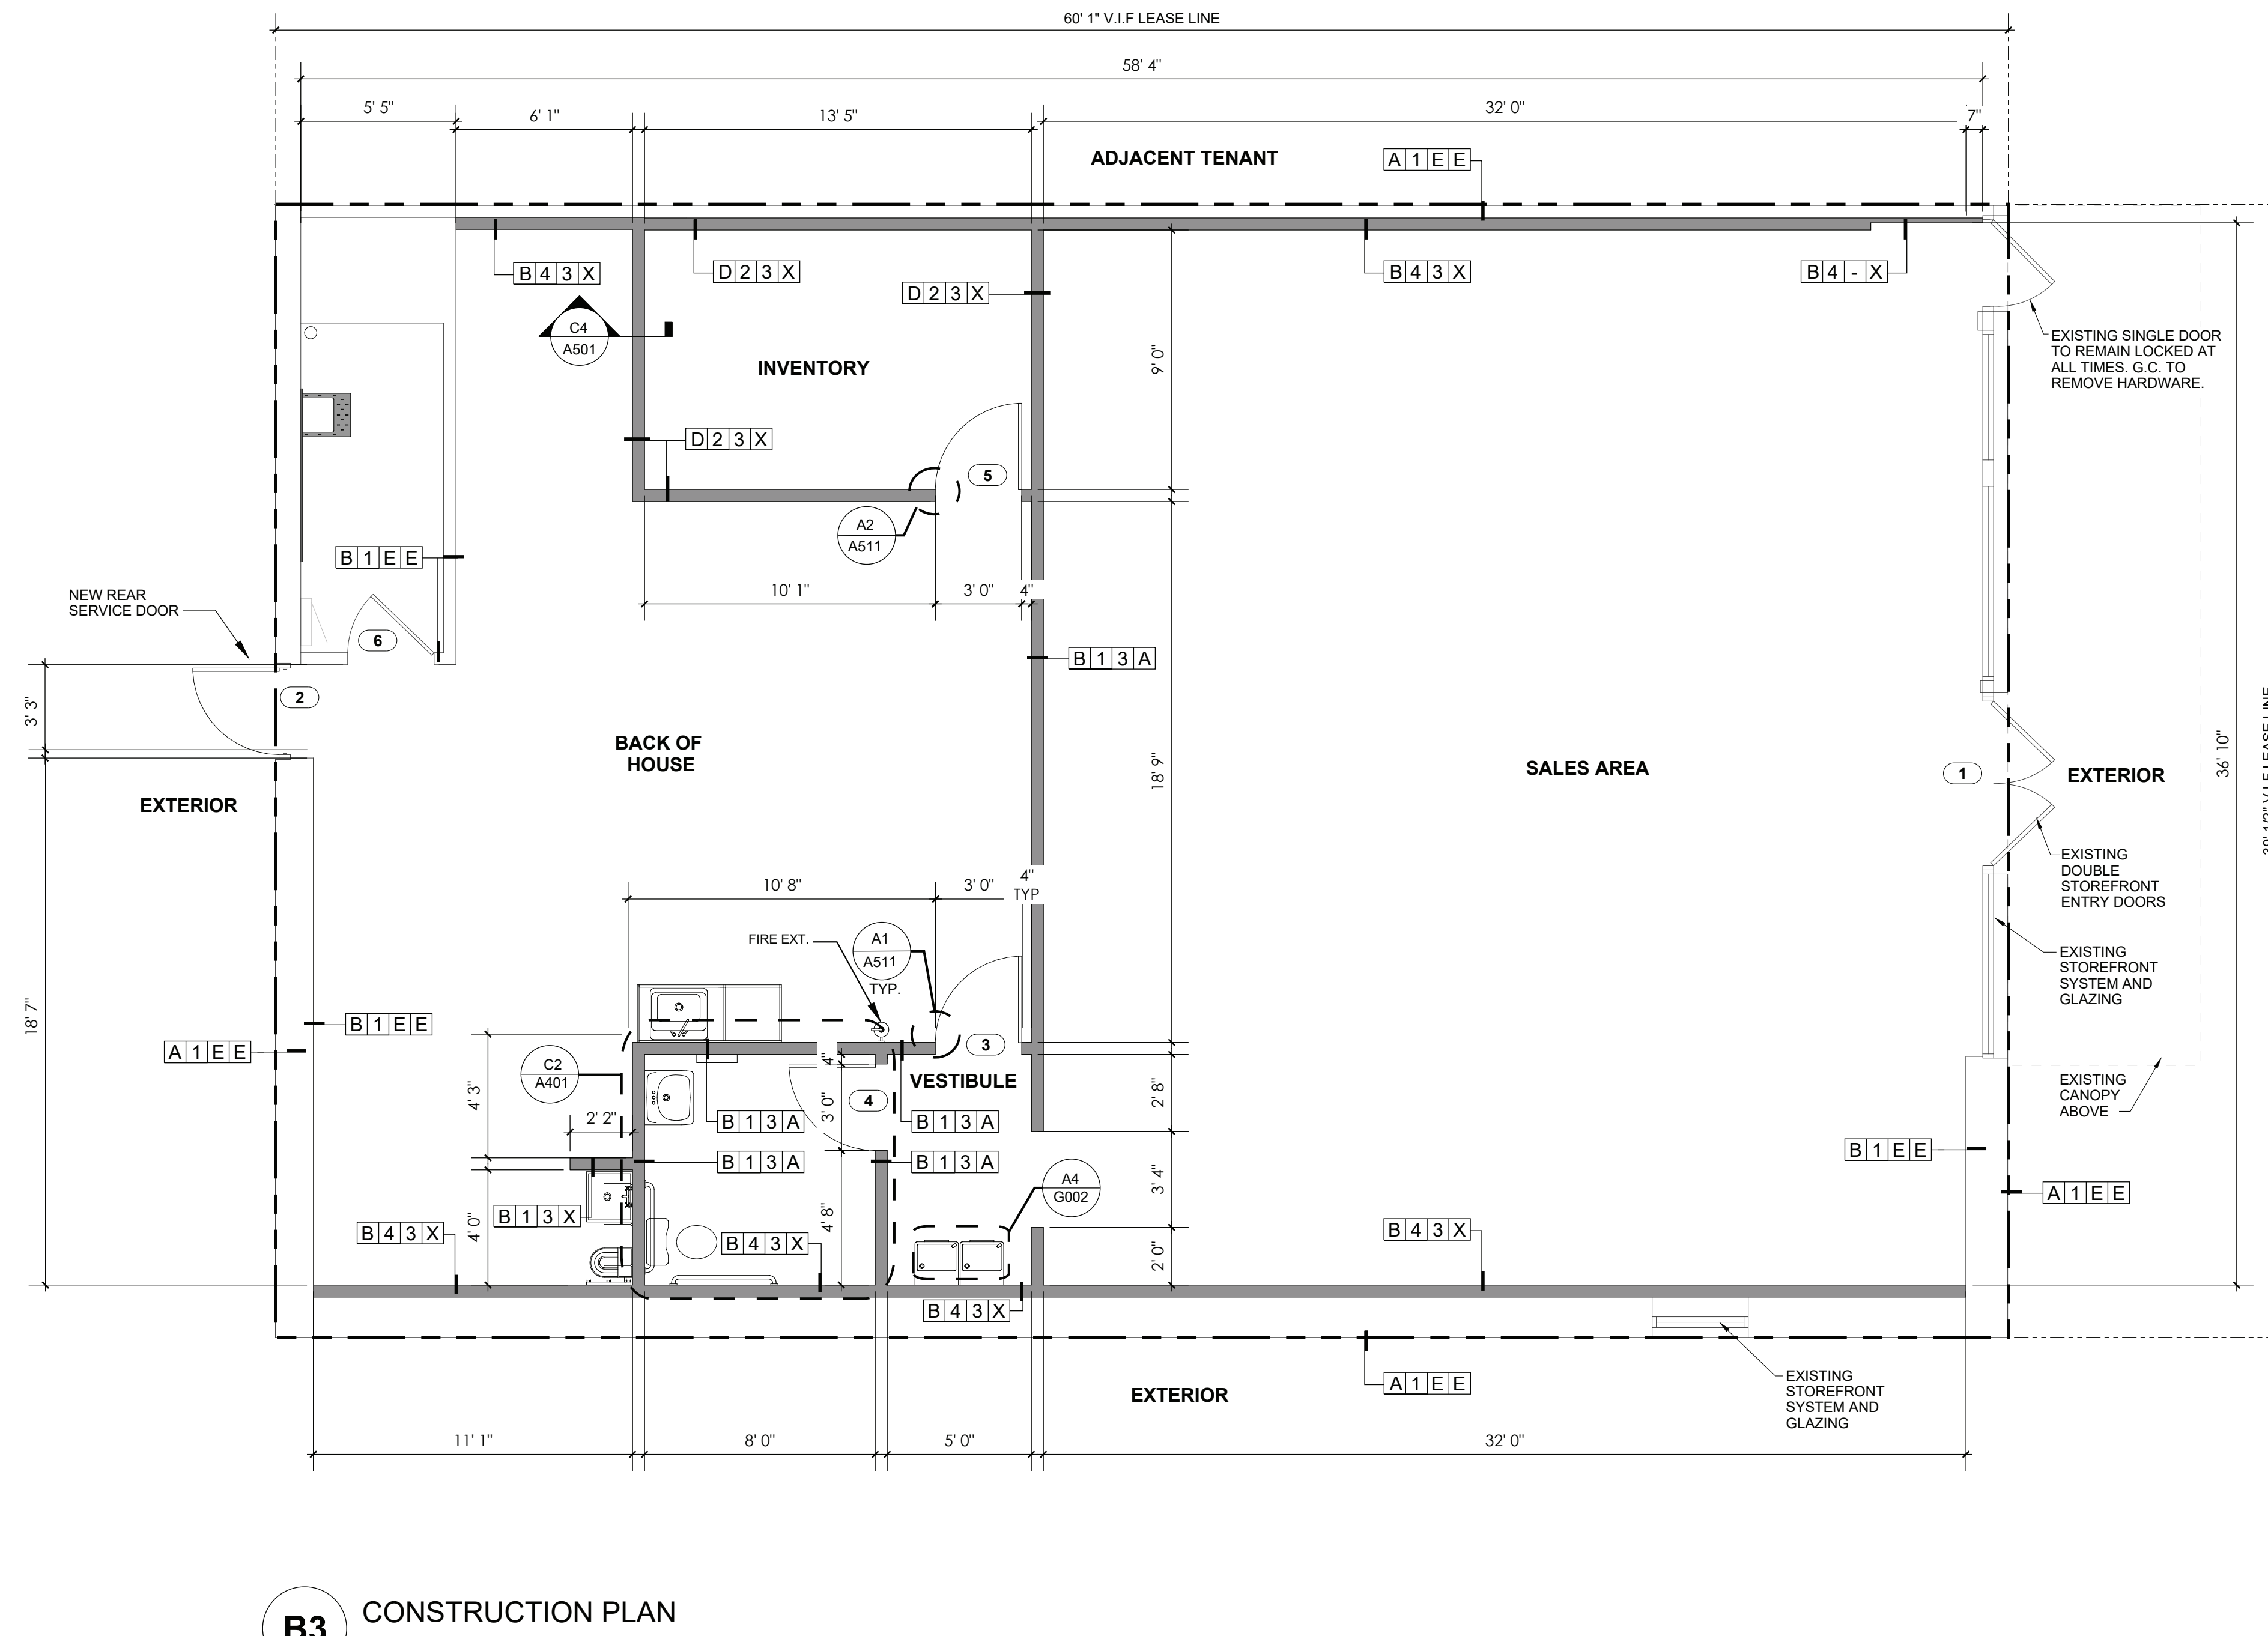 60' 1" V.I.F LEASE LINE
58' 4"
5' 5"
6' 1"
13' 5"
32' 0"
7"
ADJACENT TENANT
A 1 E E
B 4 3 X
D 2 3 X
D 2 3 X
B 4 3 X
B 4 - X
C4
A501
INVENTORY
9' 0"
EXISTING SINGLE DOOR
TO REMAIN LOCKED AT
ALL TIMES. G.C. TO
REMOVE HARDWARE.
D 2 3 X
5
A2
A511
B 1 E E
10' 1"
3' 0"
4"
NEW REAR
SERVICE DOOR
6
B 1 3 A
2
3' 3"
BACK OF
HOUSE
18' 9"
SALES AREA
1
EXTERIOR
36' 10"
EXTERIOR
EXISTING
DOUBLE
STOREFRONT
ENTRY DOORS
10' 8"
3' 0"
4"
TYP
FIRE EXT.
A1
A511
TYP.
EXISTING
STOREFRONT
SYSTEM AND
GLAZING
18' 7"
B 1 E E
A 1 E E
3
C2
A401
4"
VESTIBULE
4' 3"
4
3' 0"
2' 8"
EXISTING
CANOPY
ABOVE
2' 2"
B 1 3 A
B 1 3 A
B 1 3 A
B 1 3 A
B 1 E E
A4
G002
3' 4"
A 1 E E
B 1 3 X
4' 0"
4' 8"
B 4 3 X
B 4 3 X
B 4 3 X
2' 0"
B 4 3 X
EXTERIOR
A 1 E E
EXISTING
STOREFRONT
SYSTEM AND
GLAZING
11' 1"
8' 0"
5' 0"
32' 0"
B3
CONSTRUCTION PLAN